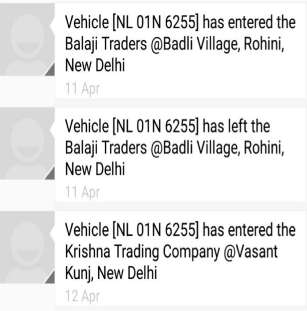 Vehicle [NL 01N 6255] has entered the
Balaji Traders @Badli Village, Rohini,
New Delhi
11 Apr
Vehicle [NL 01N 6255] has left the
Balaji Traders @Badli Village, Rohini,
New Delhi
11 Apr
Vehicle [NL 01N 6255] has entered the
Krishna Trading Company @Vasant
Kunj, New Delhi
12 Apr